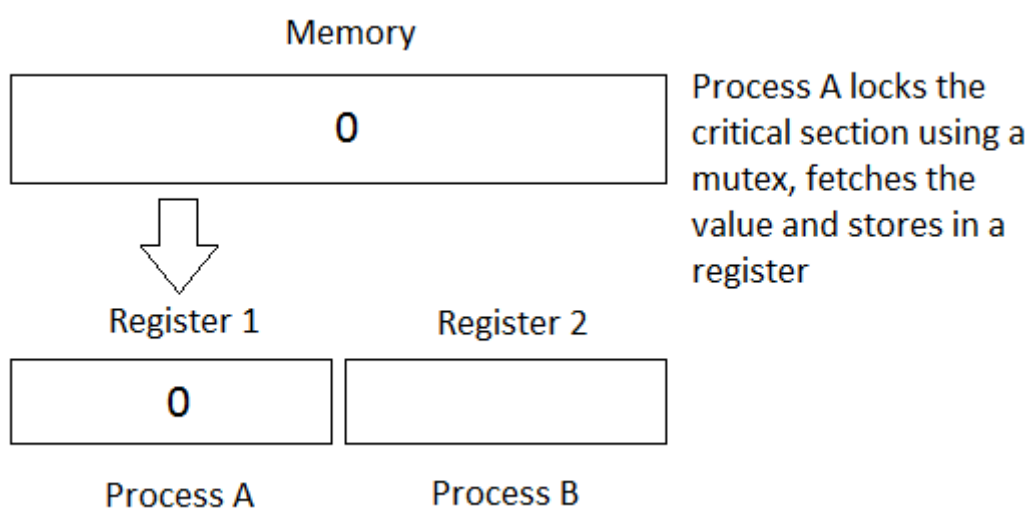 Memory
0
Process A locks the
critical section using a
mutex, fetches the
value and stores in a
register
Register 1
Register 2
0
Process A
Process B